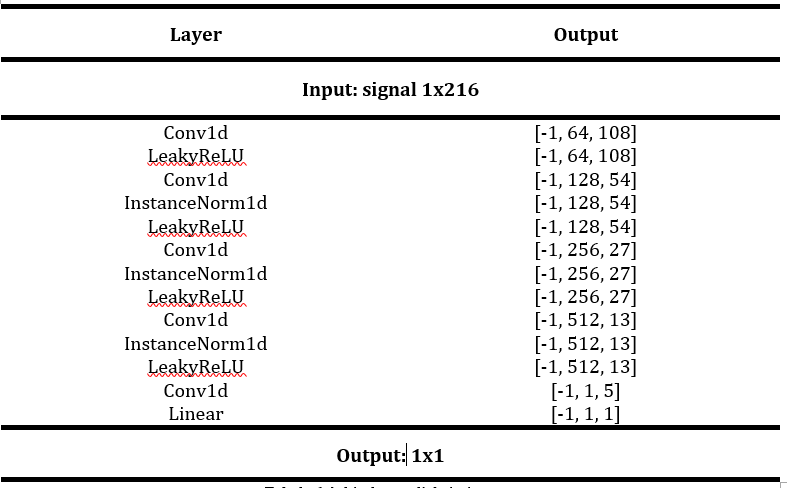 Layer Output
Input: signal 1x216
Conv1d [-1, 64, 108]
LeakyReLU [-1, 64, 108]
Conv1d [-1, 128, 54]
InstanceNorm1d [-1, 128, 54]
LeakyReLU [-1, 128, 54]
Conv1d [-1, 256, 27]
InstanceNorm1d [-1, 256, 27]
LeakyReLU [-1, 256, 27]
Conv1d [-1, 512, 13]
InstanceNorm1d [-1, 512, 13]
LeakyReLU [-1, 512, 13]
Conv1d [-1, 1, 5]
Linear [-1, 1, 1]
Output: 1x1